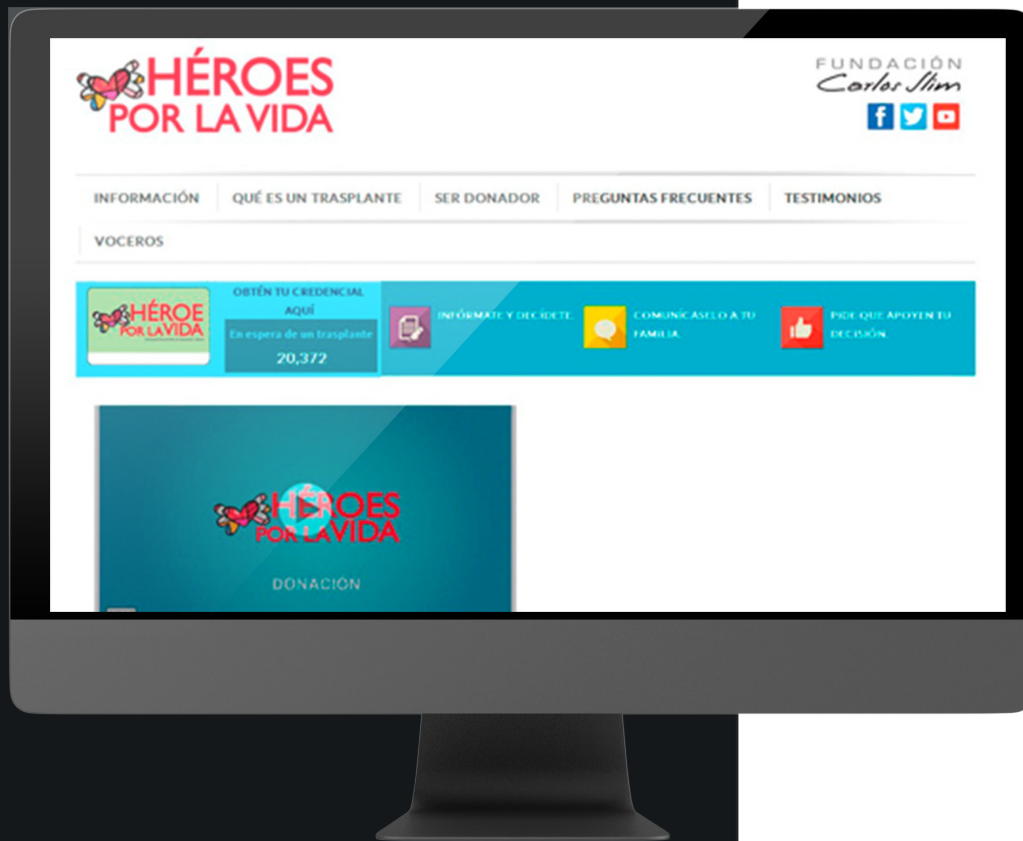 HÉROES
POR LA VIDA
FUNDACIÓN
Carlos Slim
INFORMACIÓN
QUÉ ES UN TRASPLANTE
SER DONADOR
PREGUNTAS FRECUENTES
TESTIMONIOS
VOCEROS
HÉROE
POR LA VIDA
OBTÉN TU CREDENCIAL
AQUÍ
En espera de un trasplante
20,372
INFÓRMATE Y DECÍDETE.
COMUNÍCASELO A TU
FAMILIA.
PIDE QUE APOYEN TU
DECISIÓN.
HÉROES
POR LA VIDA
DONACIÓN